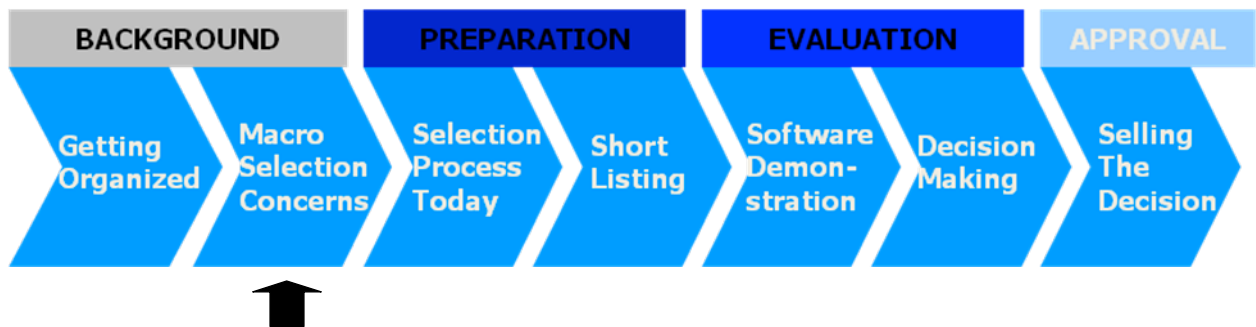 BACKGROUND
PREPARATION
EVALUATION
APPROVAL
Getting
Organized
Macro
Selection
Concerns
Selection
Process
Today
Short
Listing
Software
Demon-
stration
Decision
Making
Selling
The
Decision